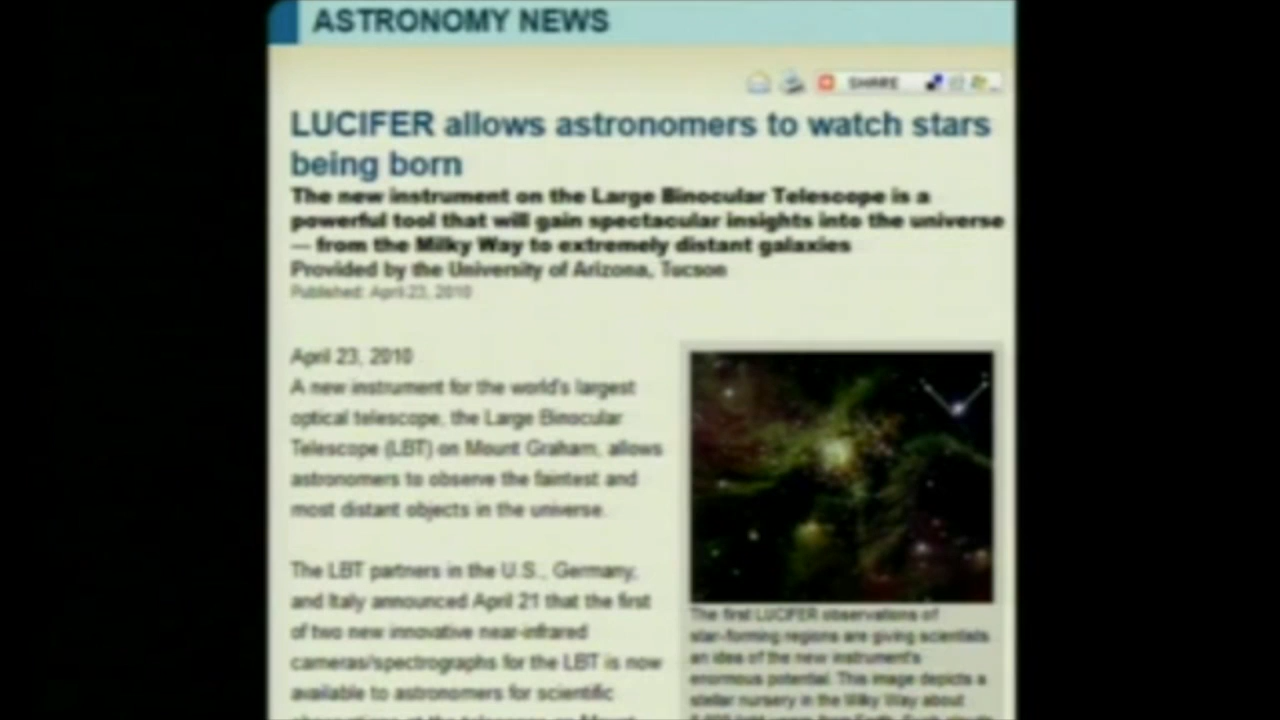 ASTRONOMY NEWS
SHARE
LUCIFER allows astronomers to watch stars
being born
The new instrument on the Large Binocular Telescope is a
powerful tool that will gain spectacular insights into the universe
— from the Milky Way to extremely distant galaxies
Provided by the University of Arizona, Tucson
Published: April 23, 2010
April 23, 2010
A new instrument for the world's largest
optical telescope, the Large Binocular
Telescope (LBT) on Mount Graham, allows
astronomers to observe the faintest and
most distant objects in the universe.
The LBT partners in the U.S., Germany,
and Italy announced April 21 that the first
of two new innovative near-infrared
cameras/spectrographs for the LBT is now
available to astronomers for scientific
The first LUCIFER observations of
star-forming regions are giving scientists
an idea of the new instrument's
enormous potential. This image depicts a
stellar nursery in the Milky Way about